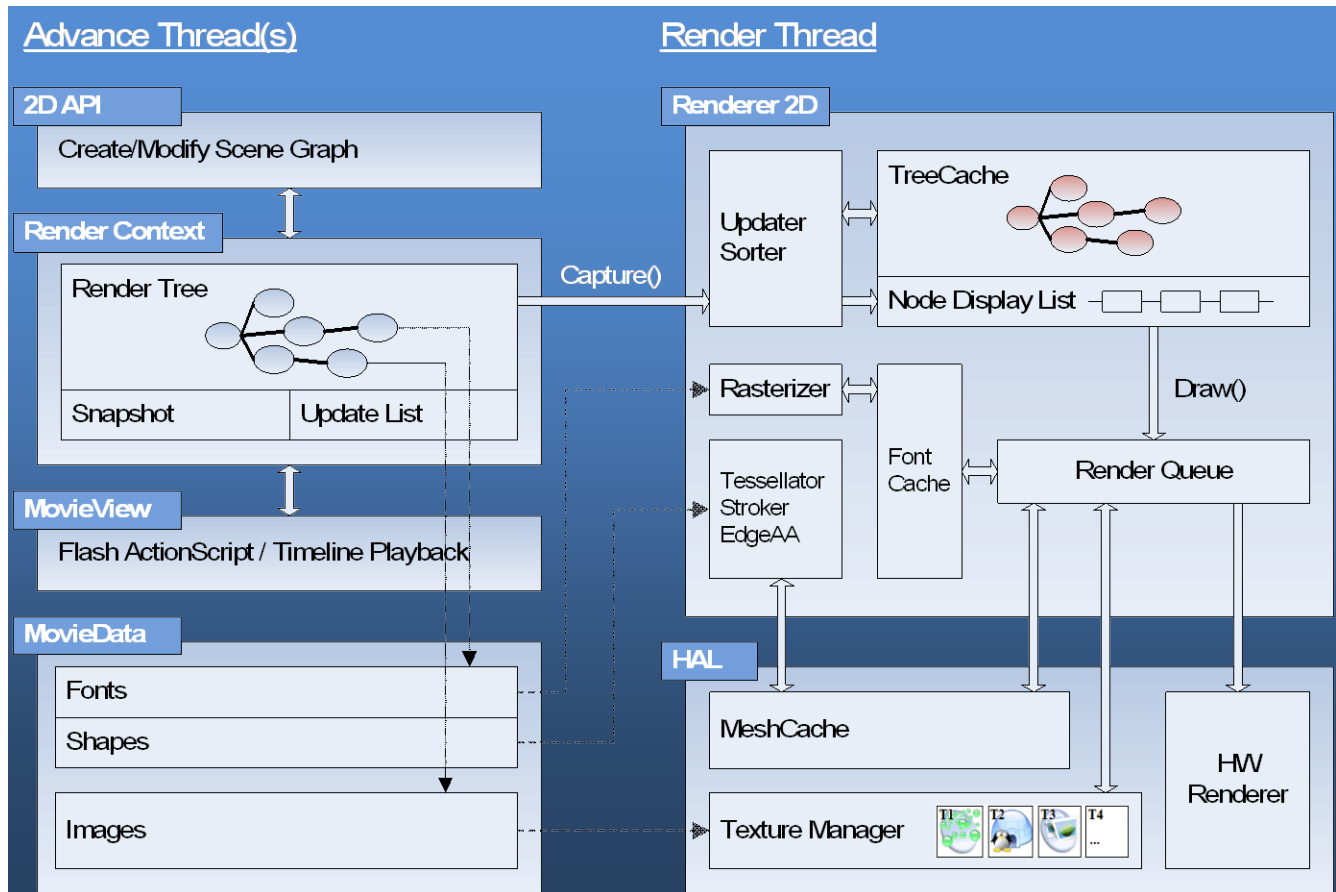 Advance Thread(s)
2D API
Create/Modify Scene Graph
Render Context
Render Tree
Snapshot
Update List
MovieView
Flash ActionScript / Timeline Playback
MovieData
Fonts
Shapes
Images
Capture()
Render Thread
Renderer 2D
Updater
Sorter
TreeCache
Node Display List
Draw()
Rasterizer
Tessellator
Stroker
EdgeAA
Font
Cache
Render Queue
HAL
MeshCache
Texture Manager
T1
T2
T3
T4
...
HW
Renderer